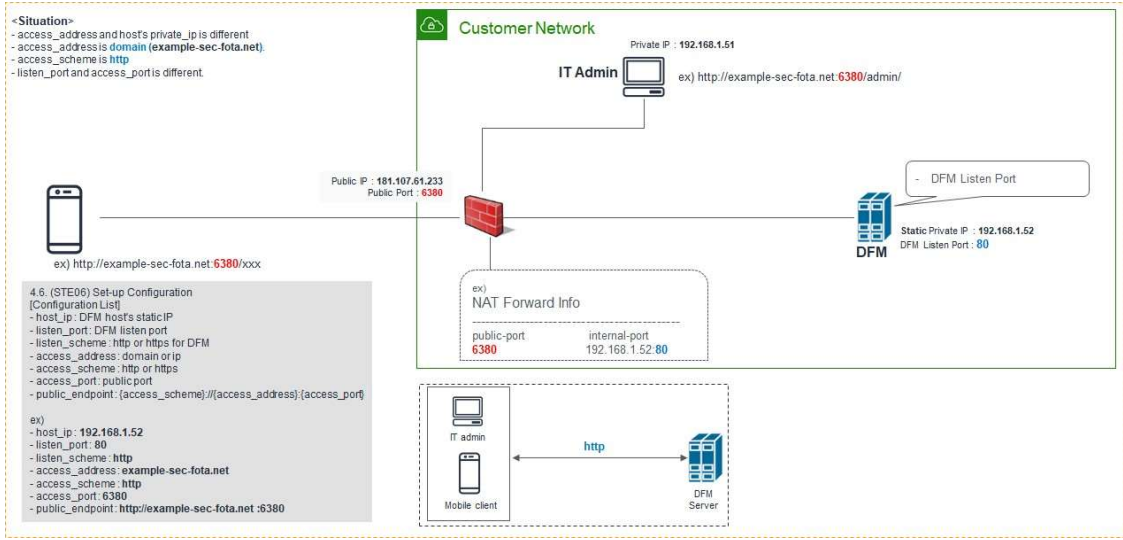 <Situation>
- access_address and host's private_ip is different
- access_address is domain (example-sec-fota.net).
- access_scheme is http
- listen_port and access_port is different.
Customer Network
Private IP : 192.168.1.51
IT Admin
ex) http://example-sec-fota.net:6380/admin/
Public IP : 181.107.61.233
Public Port : 6380
- DFM Listen Port
Static Private IP : 192.168.1.52
DFM Listen Port : 80
DFM
ex) http://example-sec-fota.net:6380/xxx
ex)
NAT Forward Info
public-port internal-port
6380 192.168.1.52:80
4.6. (STE06) Set-up Configuration
[Configuration List]
- host_ip : DFM host's static IP
- listen_port : DFM listen port
- listen_scheme : http or https for DFM
- access_address : domain or ip
- access_scheme : http or https
- access_port : public port
- public_endpoint : {access_scheme}://{access_address}:{access_port}
ex)
- host_ip : 192.168.1.52
- listen_port : 80
- listen_scheme : http
- access_address : example-sec-fota.net
- access_scheme : http
- access_port : 6380
- public_endpoint : http://example-sec-fota.net :6380
IT admin
Mobile client
http
DFM
Server